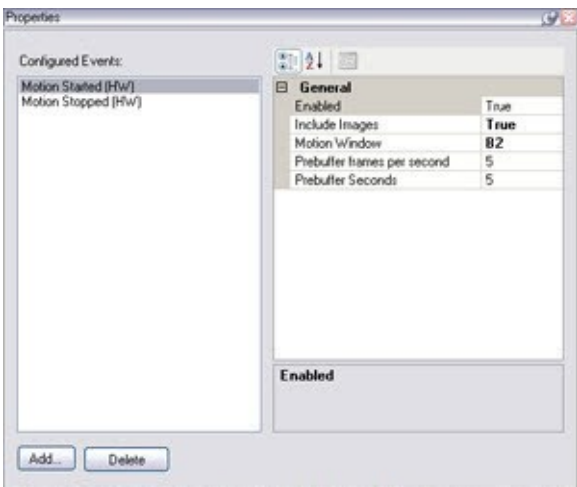 Properties
Configured Events:
Motion Started (HW)
Motion Stopped (HW)
General
Enabled True
Include Images True
Motion Window B2
Prebuffer frames per second 5
Prebuffer Seconds 5
Enabled
Add... Delete